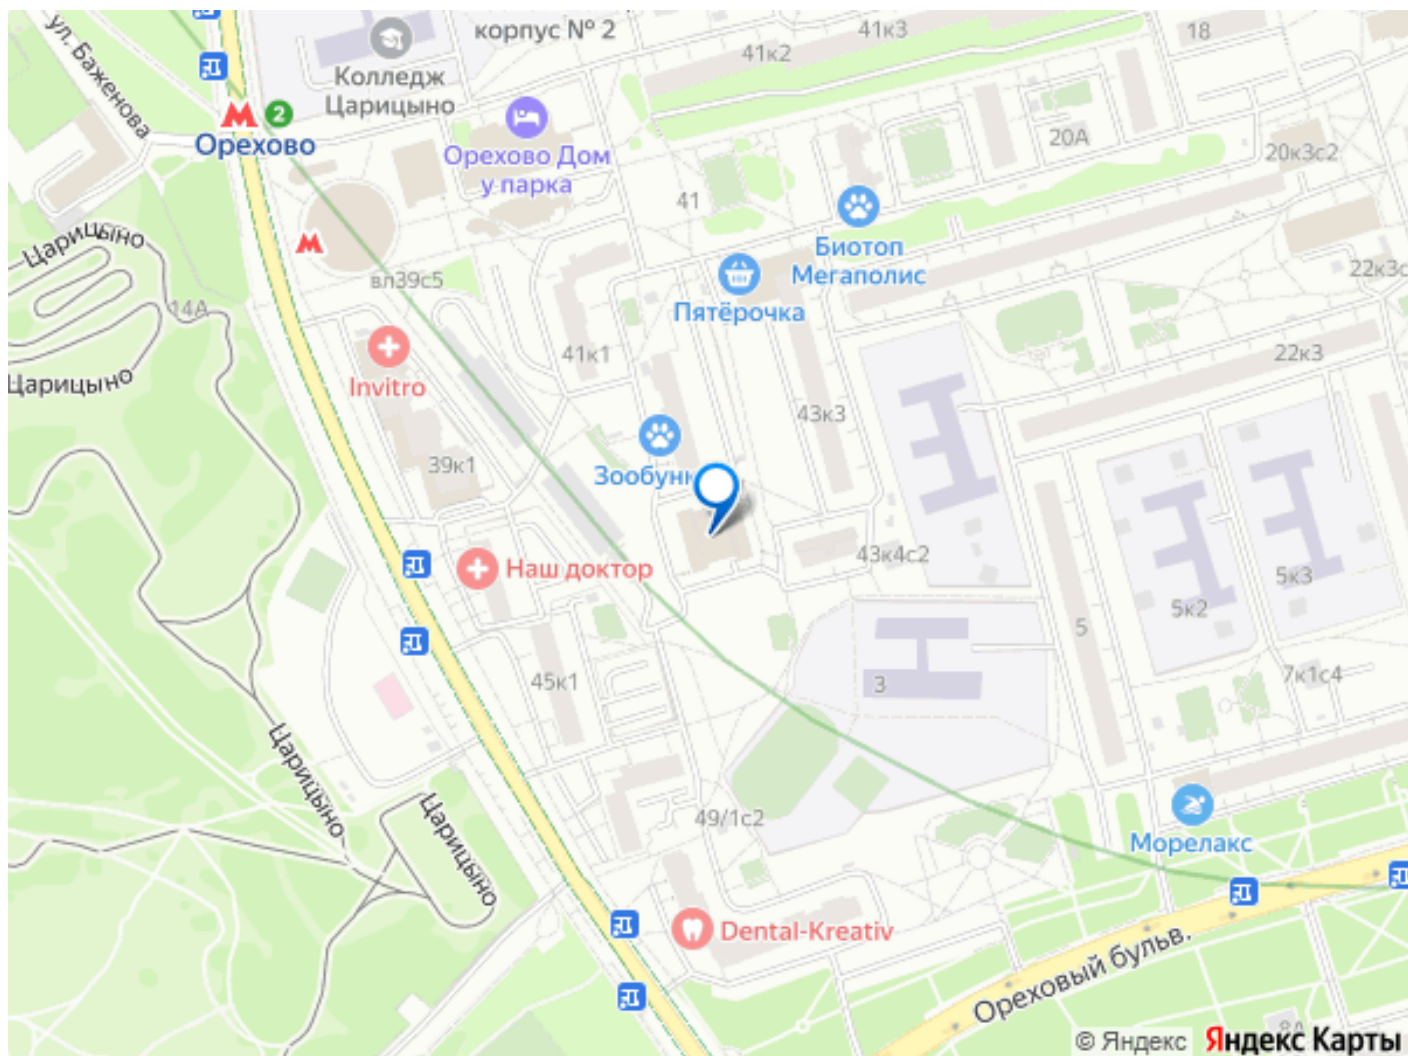 корпус № 2
41к3
18
41к2
ул. Баженова
Колледж
Царицыно
2
Орехово
20А
20к3с2
Орехово Дом
у парка
41
Царицыно
Биотоп
Мегаполис
вл39с5
22к3с
14А
Пятёрочка
41к1
22к3
Царицыно
Invitro
43к3
39к1
Зообунк
43к4с2
Наш доктор
5к3
5к2
5
45к1
3
7к1с4
Царицыно
Царицыно
49/1с2
Морелакс
Dental-Kreativ
Ореховый бульв.
8А
© Яндекс Яндекс Карты